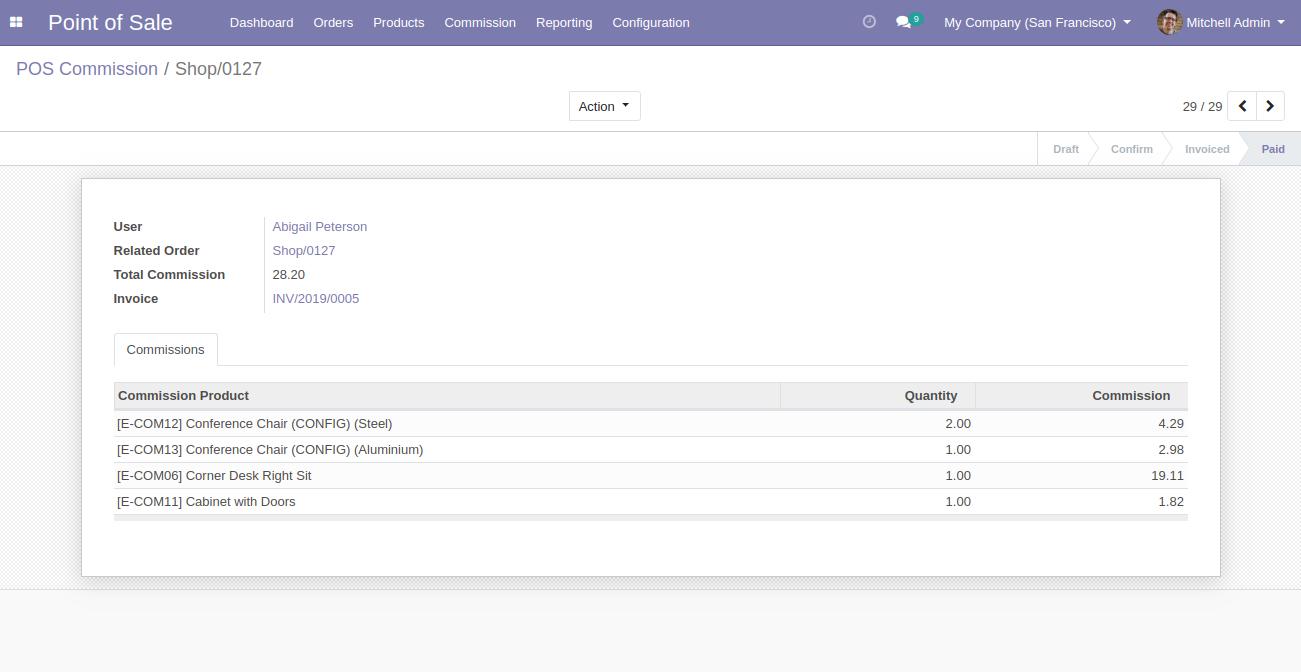 Point of Sale Dashboard Orders Products Commission Reporting Configuration 9 My Company (San Francisco) Mitchell Admin
POS Commission / Shop/0127
Action 29 / 29
Draft Confirm Invoiced Paid
User Abigail Peterson
Related Order Shop/0127
Total Commission 28.20
Invoice INV/2019/0005
Commissions
Commission Product Quantity Commission
[E-COM12] Conference Chair (CONFIG) (Steel) 2.00 4.29
[E-COM13] Conference Chair (CONFIG) (Aluminium) 1.00 2.98
[E-COM06] Corner Desk Right Sit 1.00 19.11
[E-COM11] Cabinet with Doors 1.00 1.82